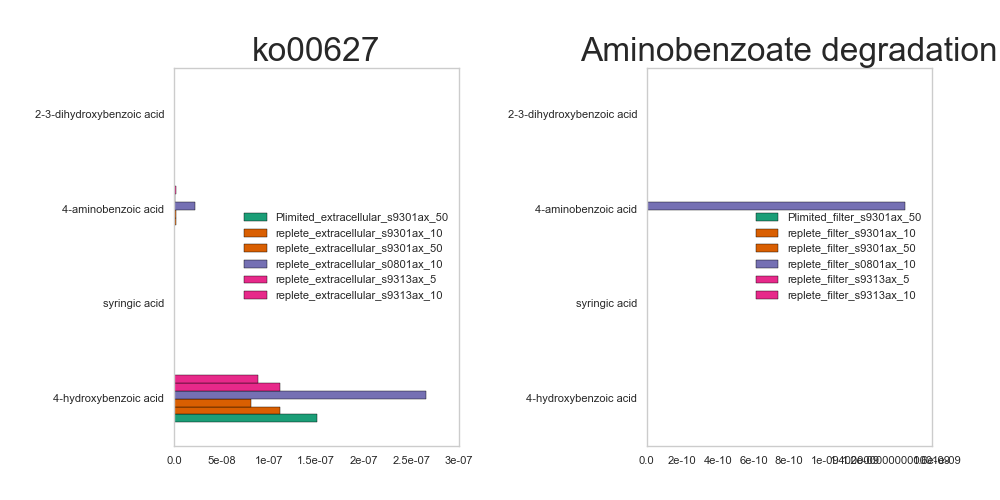 ko00627
Aminobenzoate degradation
2-3-dihydroxybenzoic acid
4-aminobenzoic acid
syringic acid
4-hydroxybenzoic acid
Plimited_extracellular_s9301ax_50
replete_extracellular_s9301ax_10
replete_extracellular_s9301ax_50
replete_extracellular_s0801ax_10
replete_extracellular_s9313ax_5
replete_extracellular_s9313ax_10
0.0 5e-08 1e-07 1.5e-07 2e-07 2.5e-07 3e-07
2-3-dihydroxybenzoic acid
4-aminobenzoic acid
syringic acid
4-hydroxybenzoic acid
Plimited_filter_s9301ax_50
replete_filter_s9301ax_10
replete_filter_s9301ax_50
replete_filter_s0801ax_10
replete_filter_s9313ax_5
replete_filter_s9313ax_10
0.0 2e-10 4e-10 6e-10 8e-10 1e-09